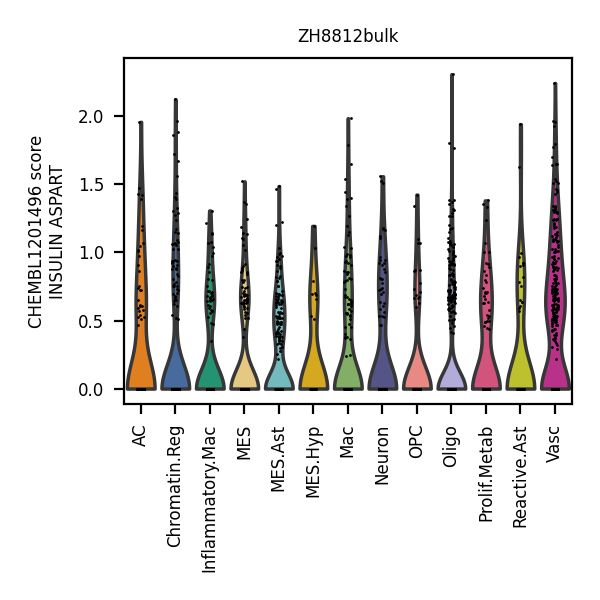 ZH8812bulk
CHEMBL1201496 score
INSULIN ASPART
2.0
1.5
1.0
0.5
0.0
AC
Chromatin.Reg
Inflammatory.Mac
MES
MES.Ast
MES.Hyp
Mac
Neuron
OPC
Oligo
Prolif.Metab
Reactive.Ast
Vasc